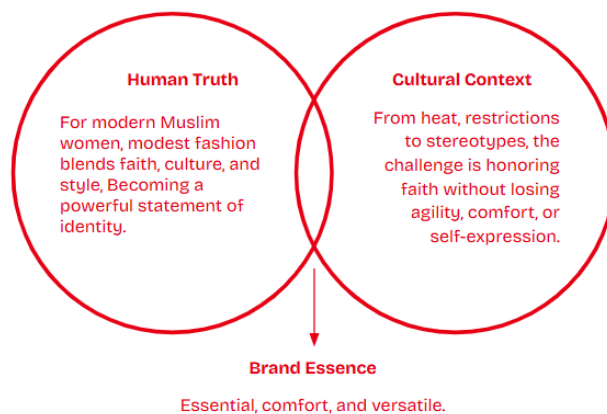 Human Truth
For modern Muslim
women, modest fashion
blends faith, culture, and
style, Becoming a
powerful statement of
identity.
Cultural Context
From heat, restrictions
to stereotypes, the
challenge is honoring
faith without losing
agility, comfort, or
self-expression.
Brand Essence
Essential, comfort, and versatile.